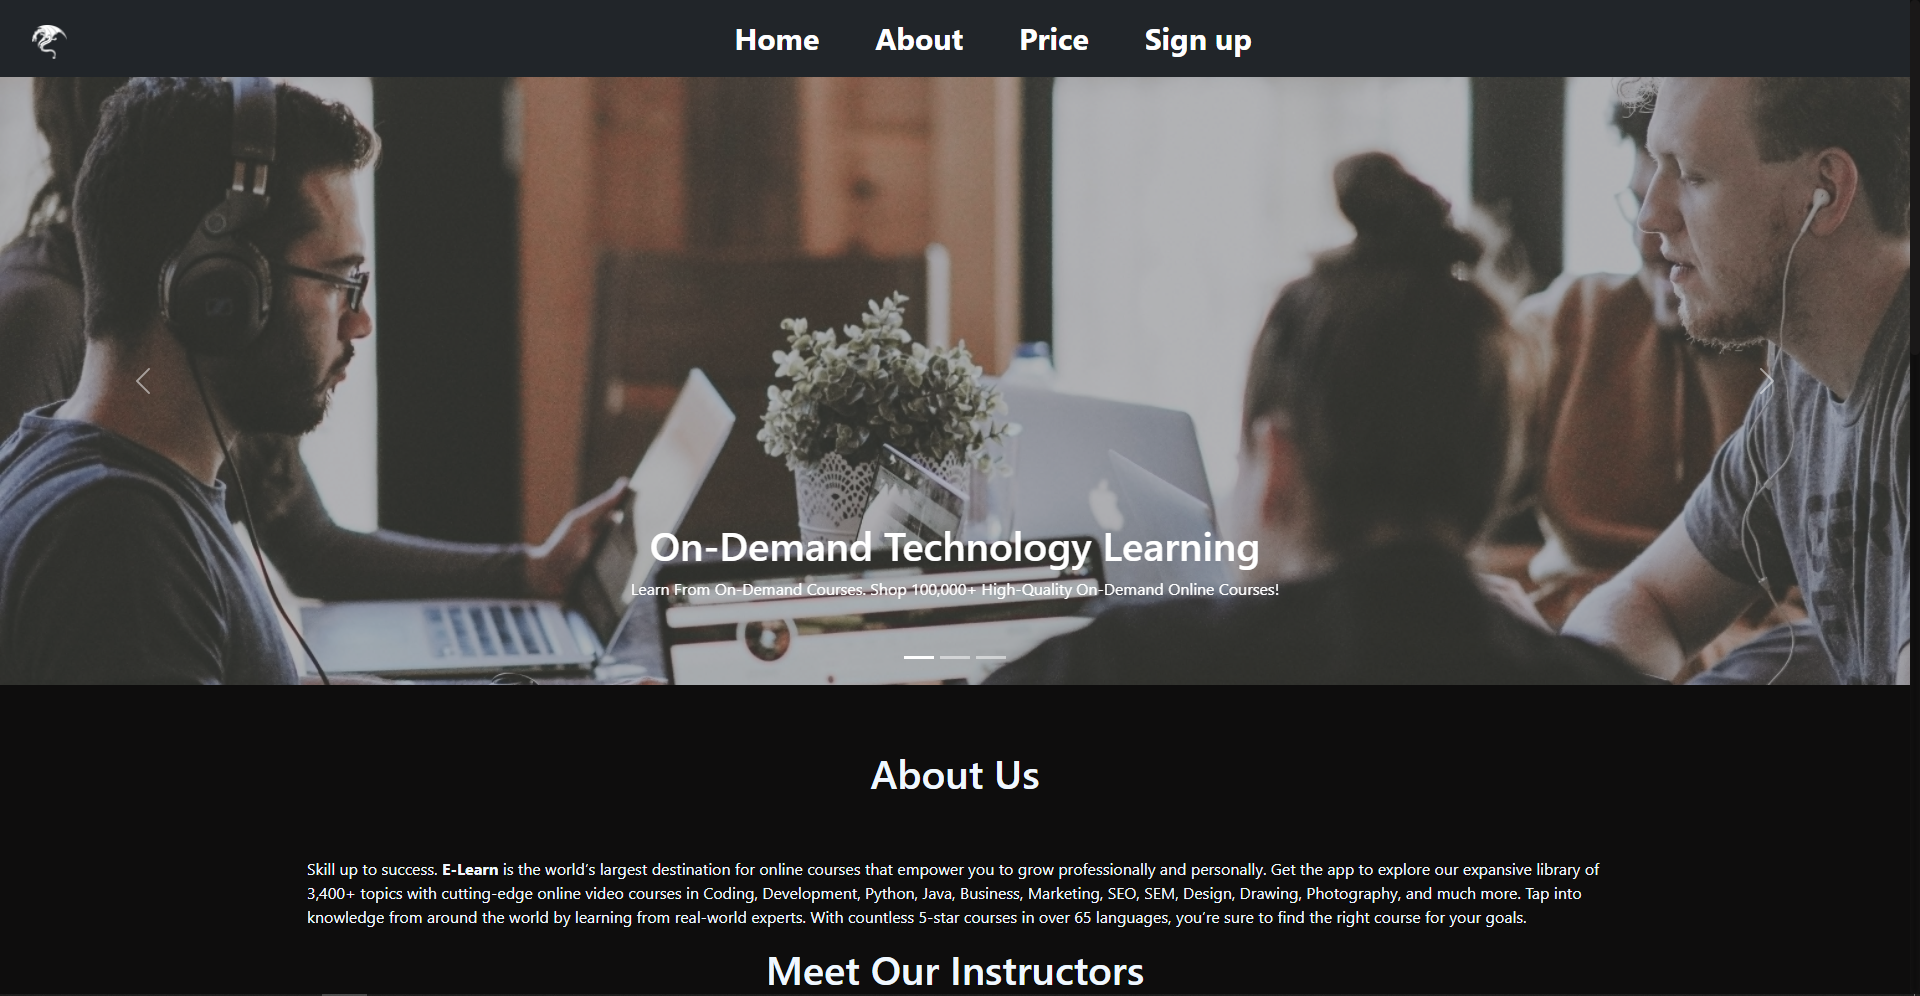 Home About Price Sign up
On-Demand Technology Learning
Learn From On-Demand Courses. Shop 100,000+ High-Quality On-Demand Online Courses!
About Us
Skill up to success. E-Learn is the world’s largest destination for online courses that empower you to grow professionally and personally. Get the app to explore our expansive library of
3,400+ topics with cutting-edge online video courses in Coding, Development, Python, Java, Business, Marketing, SEO, SEM, Design, Drawing, Photography, and much more. Tap into
knowledge from around the world by learning from real-world experts. With countless 5-star courses in over 65 languages, you’re sure to find the right course for your goals.
Meet Our Instructors